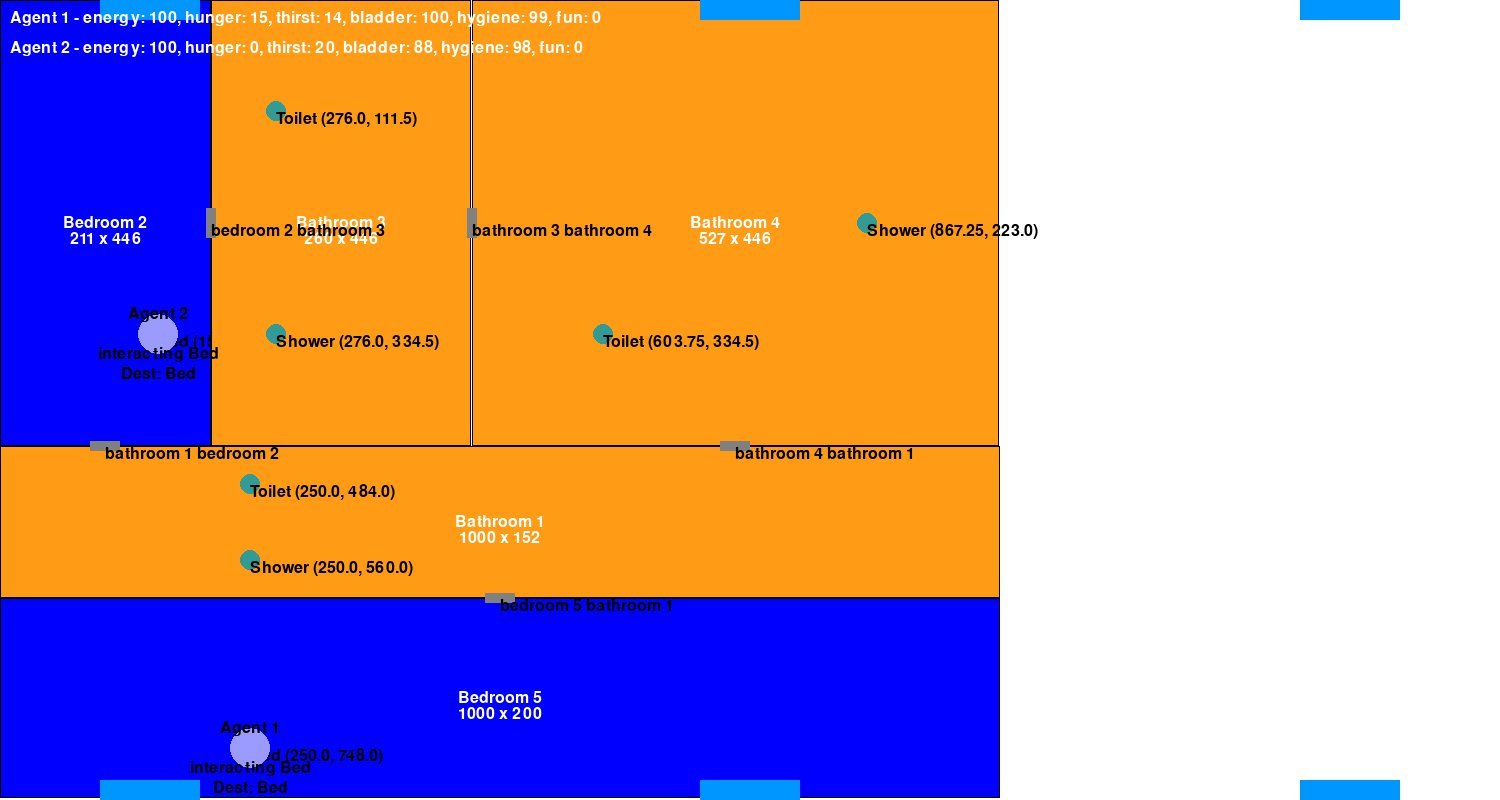 Agent 1 - energy: 100, hunger: 15, thirst: 14, bladder: 100, hygiene: 99, fun: 0
Agent 2 - energy: 100, hunger: 0, thirst: 20, bladder: 88, hygiene: 98, fun: 0
Toilet (276.0, 111.5)
Bedroom 2
211 x 446
bedroom 2 bathroom 3
Bathroom 3
260 x 446
bathroom 3 bathroom 4
Bathroom 4
527 x 446
Shower (867.25, 223.0)
Agent 2
Interacting Bed
Dest: Bed
Shower (276.0, 334.5)
Toilet (603.75, 334.5)
bathroom 1 bedroom 2
bathroom 4 bathroom 1
Toilet (250.0, 484.0)
Bathroom 1
1000 x 152
Shower (250.0, 560.0)
bedroom 5 bathroom 1
Bedroom 5
1000 x 200
Agent 1
(250.0, 748.0)
Interacting Bed
Dest: Bed